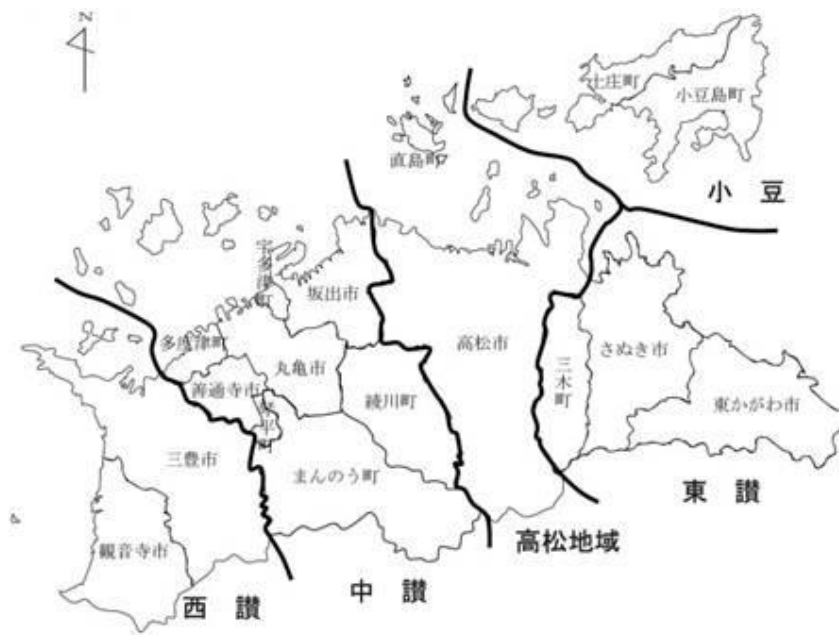 N
土庄町
小豆島町
直島町
小 豆
宇多津町
坂出市
多度津町
高松市
丸亀市
さぬき市
三木町
善通寺市
琴平町
綾川町
東かがわ市
三豊市
まんのう町
東 讃
観音寺市
高松地域
中 讃
西 讃